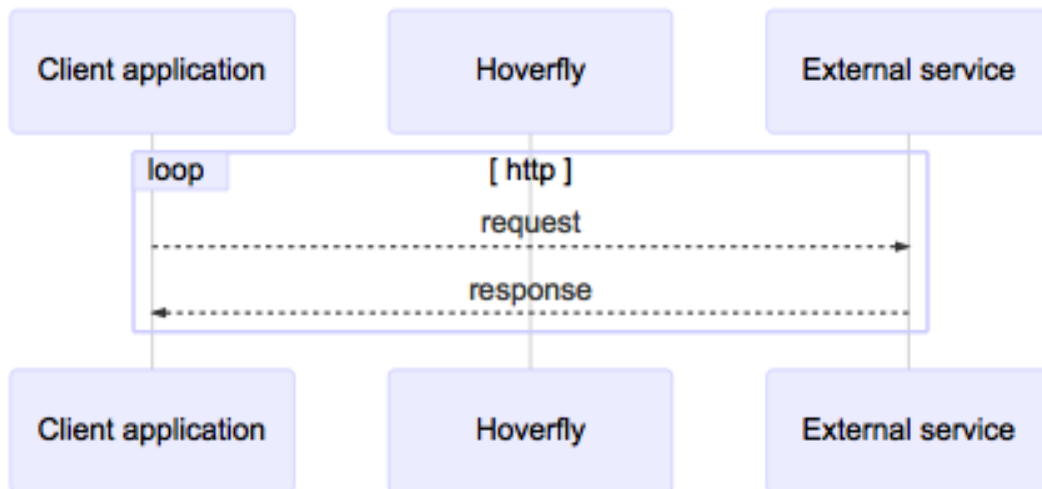 Client application
Hoverfly
External service
loop
[ http ]
request
response
Client application
Hoverfly
External service